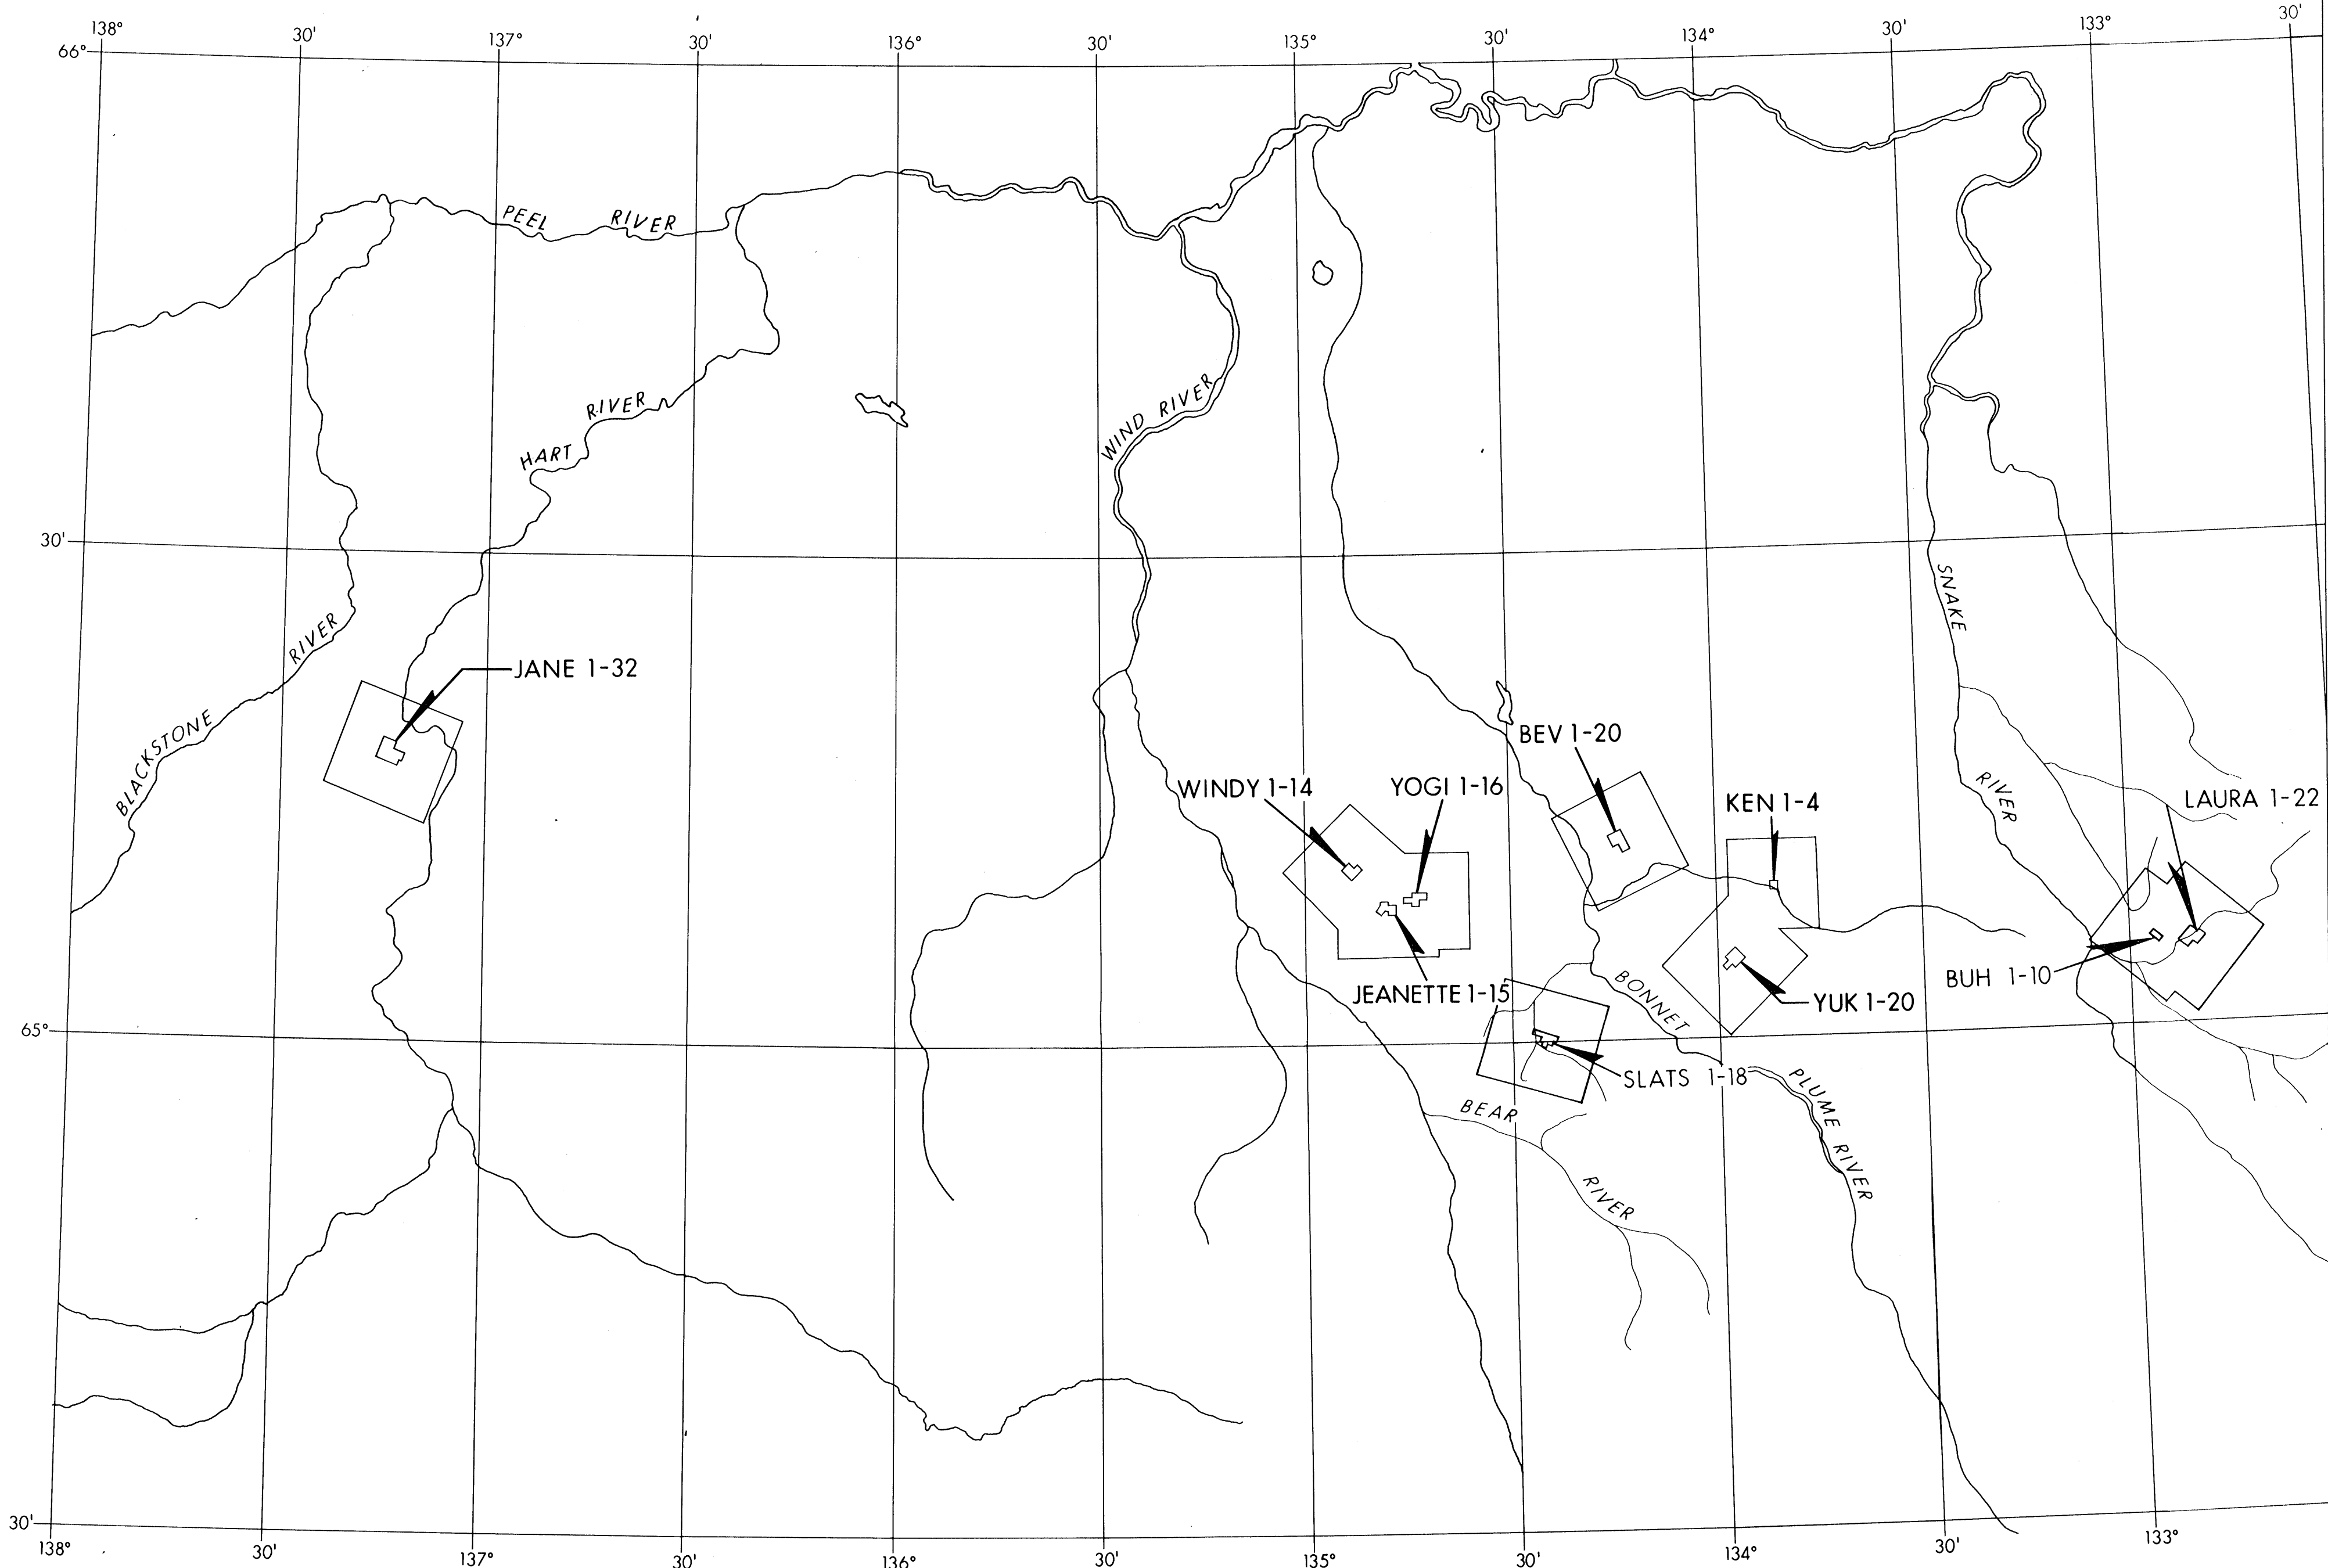 138° 30' 137° 30' 136° 30' 135° 30' 134° 30' 133° 30'
66°
PEEL RIVER
HART RIVER
WIND RIVER
30'
SNAKE RIVER
BLACKSTONE RIVER
JANE 1-32
BEV 1-20
WINDY 1-14
YOGI 1-16
KEN 1-4
LAURA 1-22
JEANETTE 1-15
BUH 1-10
YUK 1-20
65°
BONNET PLUME RIVER
SLATS 1-18
BEAR RIVER
30'
138° 30' 137° 30' 136° 30' 135° 30' 134° 30' 133°